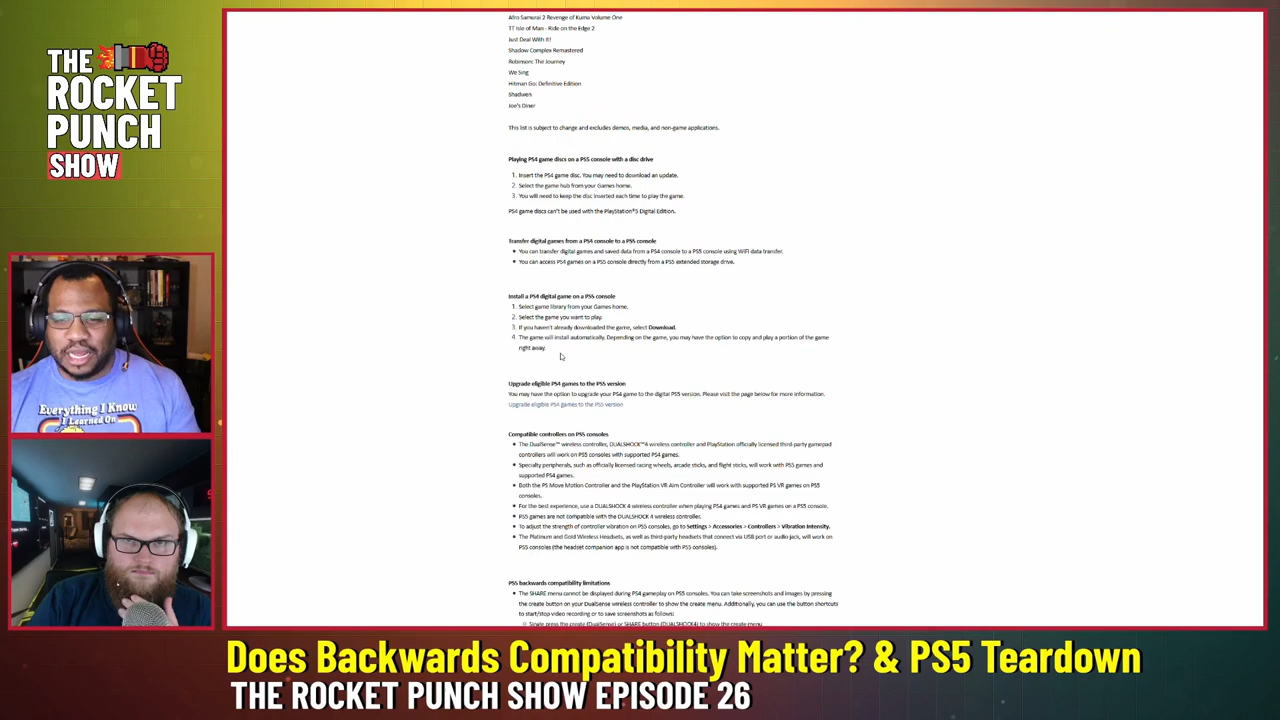 THE
ROCKET
PUNCH
SHOW
Afro Samurai 2 Revenge of Kuma Volume One
TT Isle of Man - Ride on the Edge 2
Just Deal With It!
Shadow Complex Remastered
Robinson: The Journey
We Sing
Hitman Go: Definitive Edition
Shadwen
Joe's Diner
This list is subject to change and excludes demos, media, and non-game applications.
Playing PS4 game discs on a PS5 console with a disc drive
1. Insert the PS4 game disc. You may need to download an update.
2. Select the game hub from your Games home.
3. You will need to keep the disc inserted each time to play the game.
PS4 game discs can't be used with the PlayStation®5 Digital Edition.
Transfer digital games from a PS4 console to a PS5 console
• You can transfer digital games and saved data from a PS4 console to a PS5 console using WiFi data transfer.
• You can access PS4 games on a PS5 console directly from a PS5 extended storage drive.
Install a PS4 digital game on a PS5 console
1. Select game library from your Games home.
2. Select the game you want to play.
3. If you haven't already downloaded the game, select Download.
4. The game will install automatically. Depending on the game, you may have the option to copy and play a portion of the game
right away.
Upgrade eligible PS4 games to the PS5 version
You may have the option to upgrade your PS4 game to the digital PS5 version. Please visit the page below for more information.
Upgrade eligible PS4 games to the PS5 version
Compatible controllers on PS5 consoles
• The DualSense™ wireless controller, DUALSHOCK™4 wireless controller and PlayStation officially licensed third-party gamepad
controllers will work on PS5 consoles with supported PS4 games.
• Specialty peripherals, such as officially licensed racing wheels, arcade sticks, and flight sticks, will work with PS5 games and
supported PS4 games.
• Both the PS Move Motion Controller and the PlayStation VR Aim Controller will work with supported PS VR games on PS5
consoles.
• For the best experience, use a DUALSHOCK 4 wireless controller when playing PS4 games and PS VR games on a PS5 console.
• PS5 games are not compatible with the DUALSHOCK 4 wireless controller.
• To adjust the strength of controller vibration on PS5 consoles, go to Settings > Accessories > Controllers > Vibration Intensity.
• The Platinum and Gold Wireless Headsets, as well as third-party headsets that connect via USB port or audio jack, will work on
PS5 consoles (the headset companion app is not compatible with PS5 consoles).
PS5 backwards compatibility limitations
• The SHARE menu cannot be displayed during PS4 gameplay on PS5 consoles. You can take screenshots and images by pressing
the create button on your DualSense wireless controller to show the create menu. Additionally, you can use the button shortcuts
to start/stop video recording or to save screenshots as follows:
○ Single press the create (DualSense) or SHARE button (DUALSHOCK4) to show the create menu
Everything I Know
I Learned On
Does Backwards Compatibility Matter? & PS5 Teardown
THE ROCKET PUNCH SHOW EPISODE 26